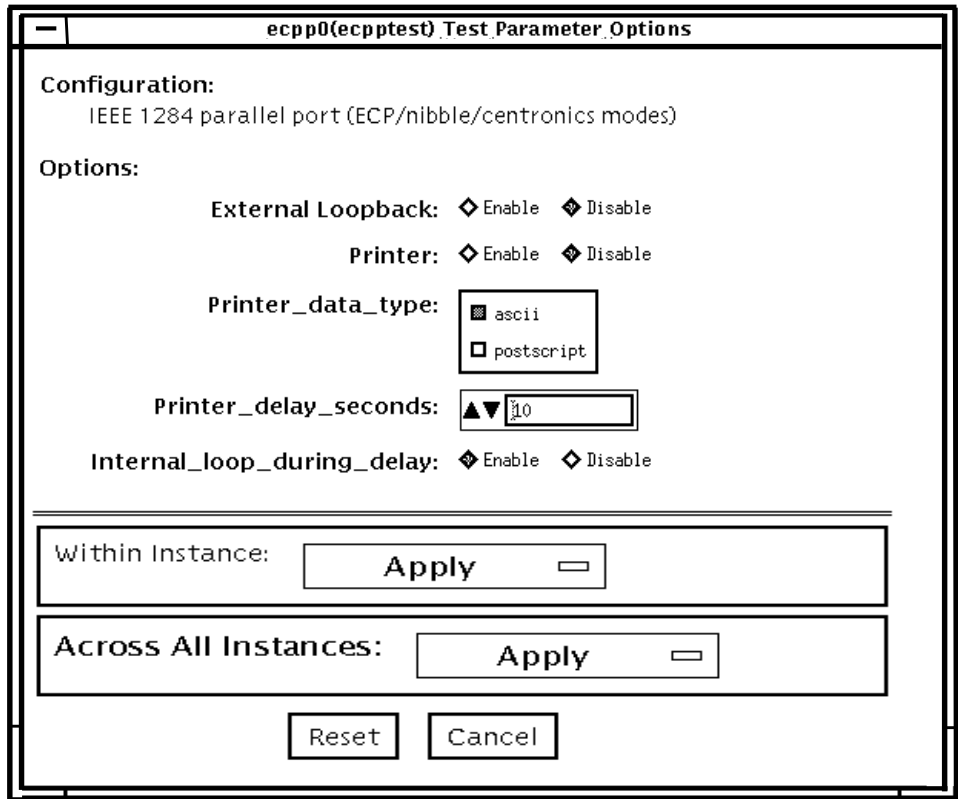 ecpp0(ecpptest) Test Parameter Options
Configuration:
IEEE 1284 parallel port (ECP/nibble/centronics modes)
Options:
External Loopback: Enable Disable
Printer: Enable Disable
Printer_data_type: ascii
postscript
Printer_delay_seconds: 10
Internal_loop_during_delay: Enable Disable
Within Instance: Apply
Across All Instances: Apply
Reset Cancel